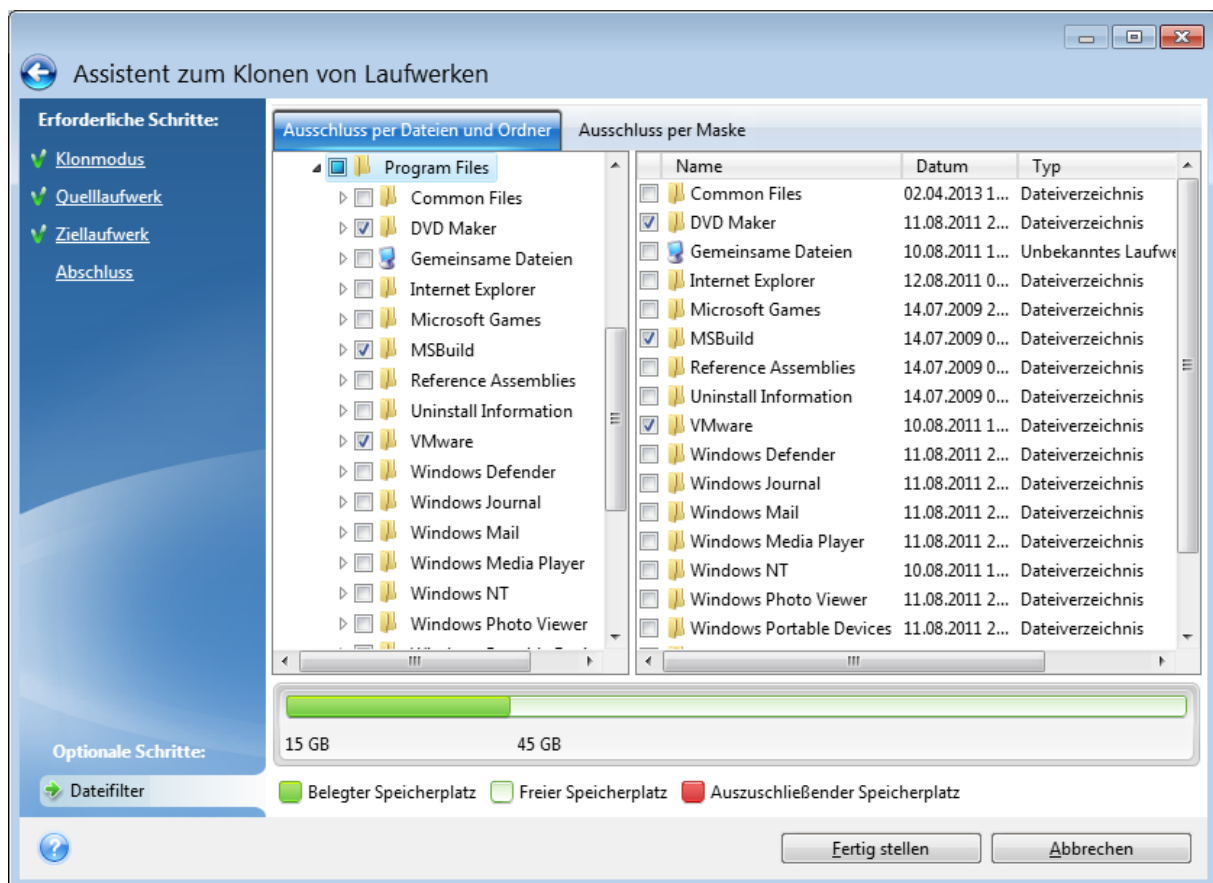 Assistent zum Klonen von Laufwerken
Erforderliche Schritte:
Klonmodus
Quelllaufwerk
Ziellaufwerk
Abschluss
Optionale Schritte:
Dateifilter
Ausschluss per Dateien und Ordner
Ausschluss per Maske
Program Files
Common Files
DVD Maker
Gemeinsame Dateien
Internet Explorer
Microsoft Games
MSBuild
Reference Assemblies
Uninstall Information
VMware
Windows Defender
Windows Journal
Windows Mail
Windows Media Player
Windows NT
Windows Photo Viewer
Name Datum Typ
Common Files 02.04.2013 1... Dateiverzeichnis
DVD Maker 11.08.2011 2... Dateiverzeichnis
Gemeinsame Dateien 10.08.2011 1... Unbekanntes Laufwe
Internet Explorer 12.08.2011 0... Dateiverzeichnis
Microsoft Games 14.07.2009 2... Dateiverzeichnis
MSBuild 14.07.2009 0... Dateiverzeichnis
Reference Assemblies 14.07.2009 0... Dateiverzeichnis
Uninstall Information 14.07.2009 0... Dateiverzeichnis
VMware 10.08.2011 1... Dateiverzeichnis
Windows Defender 11.08.2011 2... Dateiverzeichnis
Windows Journal 11.08.2011 2... Dateiverzeichnis
Windows Mail 11.08.2011 2... Dateiverzeichnis
Windows Media Player 11.08.2011 2... Dateiverzeichnis
Windows NT 10.08.2011 1... Dateiverzeichnis
Windows Photo Viewer 11.08.2011 2... Dateiverzeichnis
Windows Portable Devices 11.08.2011 2... Dateiverzeichnis
15 GB 45 GB
Belegter Speicherplatz Freier Speicherplatz Auszuschließender Speicherplatz
Fertig stellen Abbrechen